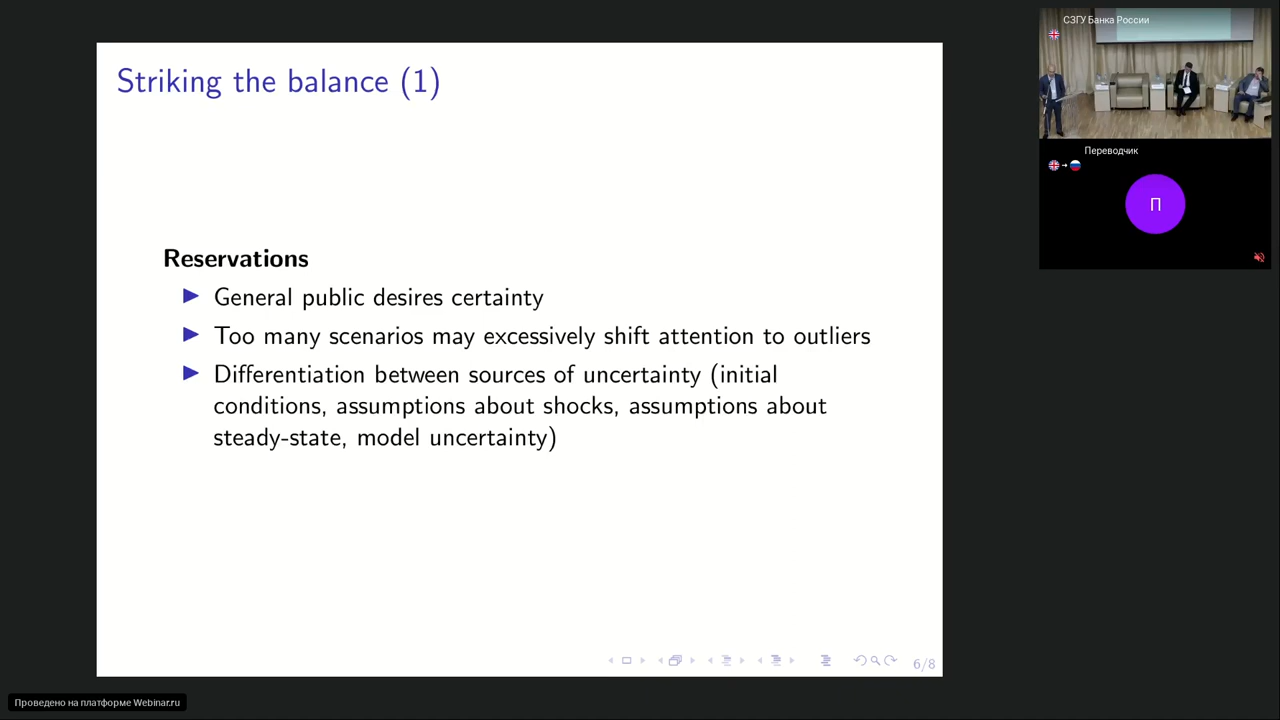 Striking the balance (1)
Reservations
General public desires certainty
Too many scenarios may excessively shift attention to outliers
Differentiation between sources of uncertainty (initial
conditions, assumptions about shocks, assumptions about
steady-state, model uncertainty)
6/8
СЗГУ Банка России
Переводчик
П
Проведено на платформе Webinar.ru